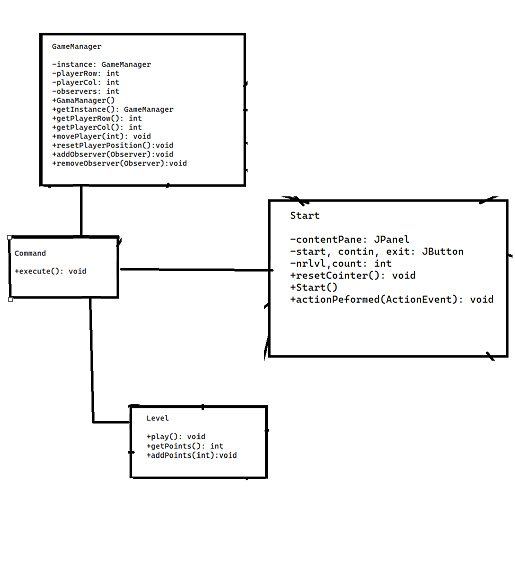 GameManager
-instance: GameManager
-playerRow: int
-playerCol: int
-observers: int
+GamaManager()
+getInstance(): GameManager
+getPlayerRow(): int
+getPlayerCol(): int
+movePlayer(int): void
+resetPlayerPosition():void
+addObserver(Observer):void
+removeObserver(Observer):void
Start
-contentPane: JPanel
-start, contin, exit: JButton
-nrlvl,count: int
+resetCointer(): void
+Start()
+actionPeformed(ActionEvent): void
Command
+execute(): void
Level
+play(): void
+getPoints(): int
+addPoints(int):void